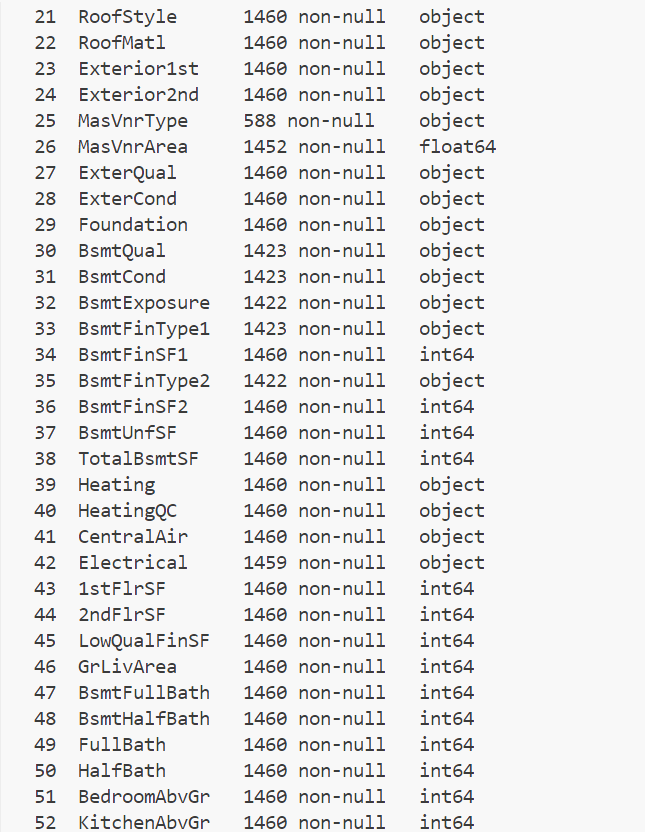 21 RoofStyle 1460 non-null object
22 RoofMatl 1460 non-null object
23 Exterior1st 1460 non-null object
24 Exterior2nd 1460 non-null object
25 MasVnrType 588 non-null object
26 MasVnrArea 1452 non-null float64
27 ExterQual 1460 non-null object
28 ExterCond 1460 non-null object
29 Foundation 1460 non-null object
30 BsmtQual 1423 non-null object
31 BsmtCond 1423 non-null object
32 BsmtExposure 1422 non-null object
33 BsmtFinType1 1423 non-null object
34 BsmtFinSF1 1460 non-null int64
35 BsmtFinType2 1422 non-null object
36 BsmtFinSF2 1460 non-null int64
37 BsmtUnfSF 1460 non-null int64
38 TotalBsmtSF 1460 non-null int64
39 Heating 1460 non-null object
40 HeatingQC 1460 non-null object
41 CentralAir 1460 non-null object
42 Electrical 1459 non-null object
43 1stFlrSF 1460 non-null int64
44 2ndFlrSF 1460 non-null int64
45 LowQualFinSF 1460 non-null int64
46 GrLivArea 1460 non-null int64
47 BsmtFullBath 1460 non-null int64
48 BsmtHalfBath 1460 non-null int64
49 FullBath 1460 non-null int64
50 HalfBath 1460 non-null int64
51 BedroomAbvGr 1460 non-null int64
52 KitchenAbvGr 1460 non-null int64